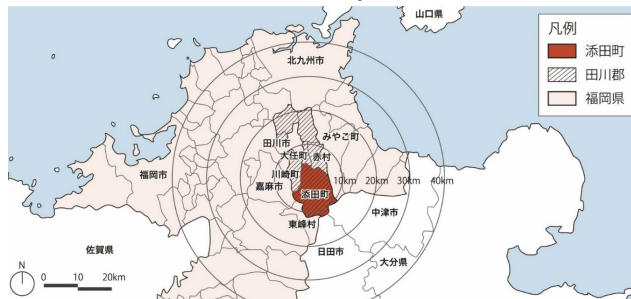 山口県
凡例
添田町
田川郡
福岡県
北九州市
みやこ町
田川市
大任町
赤村
福岡市
川崎町
嘉麻市
添田町
10km
20km
30km
40km
東峰村
中津市
佐賀県
日田市
大分県
N
0
10
20km